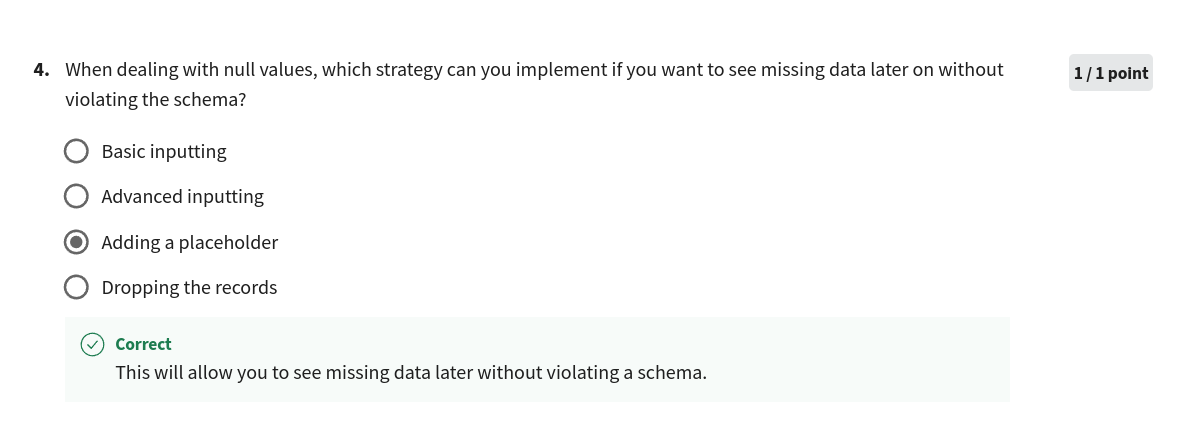 4. When dealing with null values, which strategy can you implement if you want to see missing data later on without
violating the schema?
1 / 1 point
Basic inputting
Advanced inputting
Adding a placeholder
Dropping the records
Correct
This will allow you to see missing data later without violating a schema.